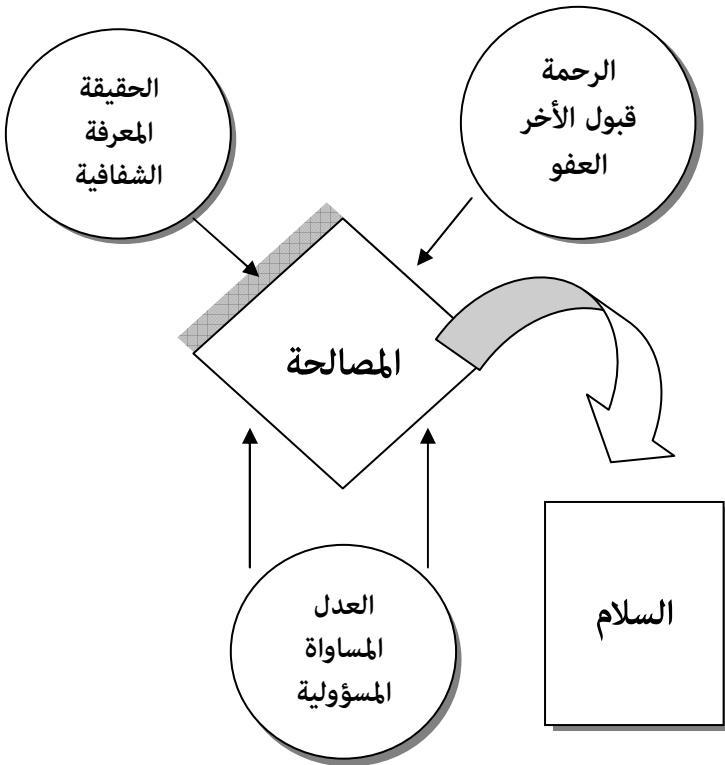 الرحمة
قبول الأخر
العفو
الحقيقة
المعرفة
الشفافية
المصالحة
العدل
المساواة
المسؤولية
السلام